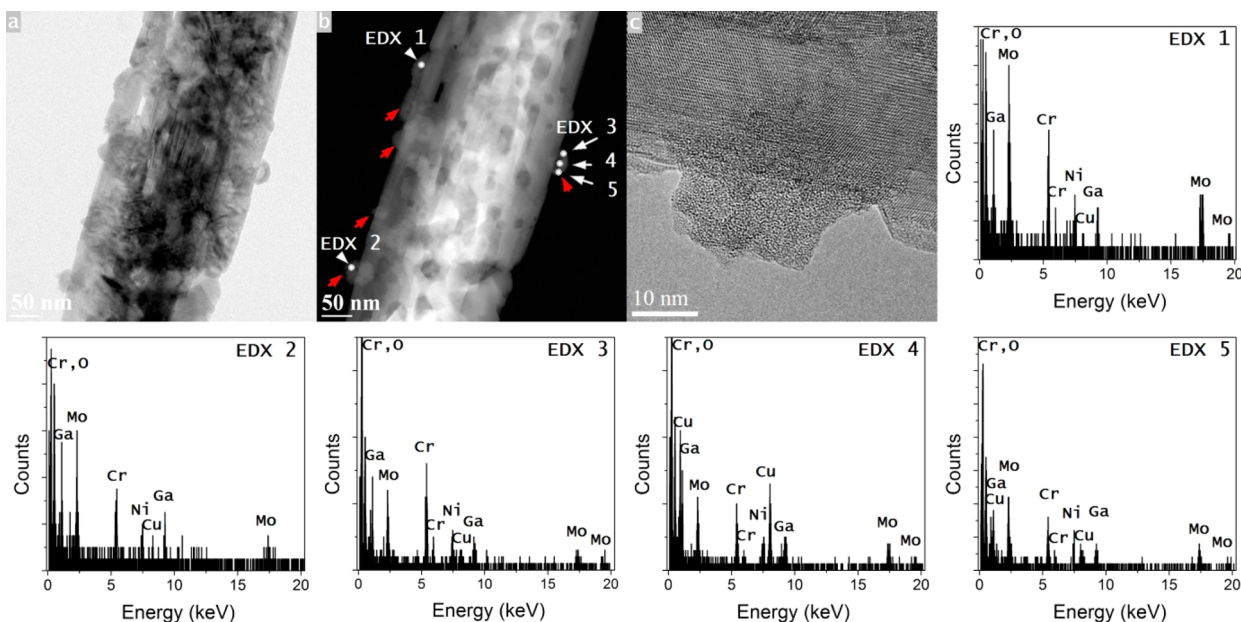 a
50 nm
b
EDX 1
EDX 3
4
5
EDX 2
50 nm
c
10 nm
EDX 1
Cr,O
Mo
Ga
Cr
Cr
Ni
Cu
Ga
Mo
Mo
Counts
0 5 10 15 20
Energy (keV)
EDX 2
Cr,O
Ga
Mo
Cr
Ni
Cu
Ga
Mo
Counts
0 5 10 15 20
Energy (keV)
EDX 3
Cr,O
Ga
Mo
Cr
Cr
Ni
Cu
Ga
Mo
Mo
Counts
0 5 10 15 20
Energy (keV)
EDX 4
Cr,O
Cu
Ga
Mo
Cr
Cr
Ni
Cu
Ga
Mo
Mo
Counts
0 5 10 15 20
Energy (keV)
EDX 5
Cr,O
Ga
Cu
Mo
Cr
Cr
Ni
Cu
Ga
Mo
Mo
Counts
0 5 10 15 20
Energy (keV)